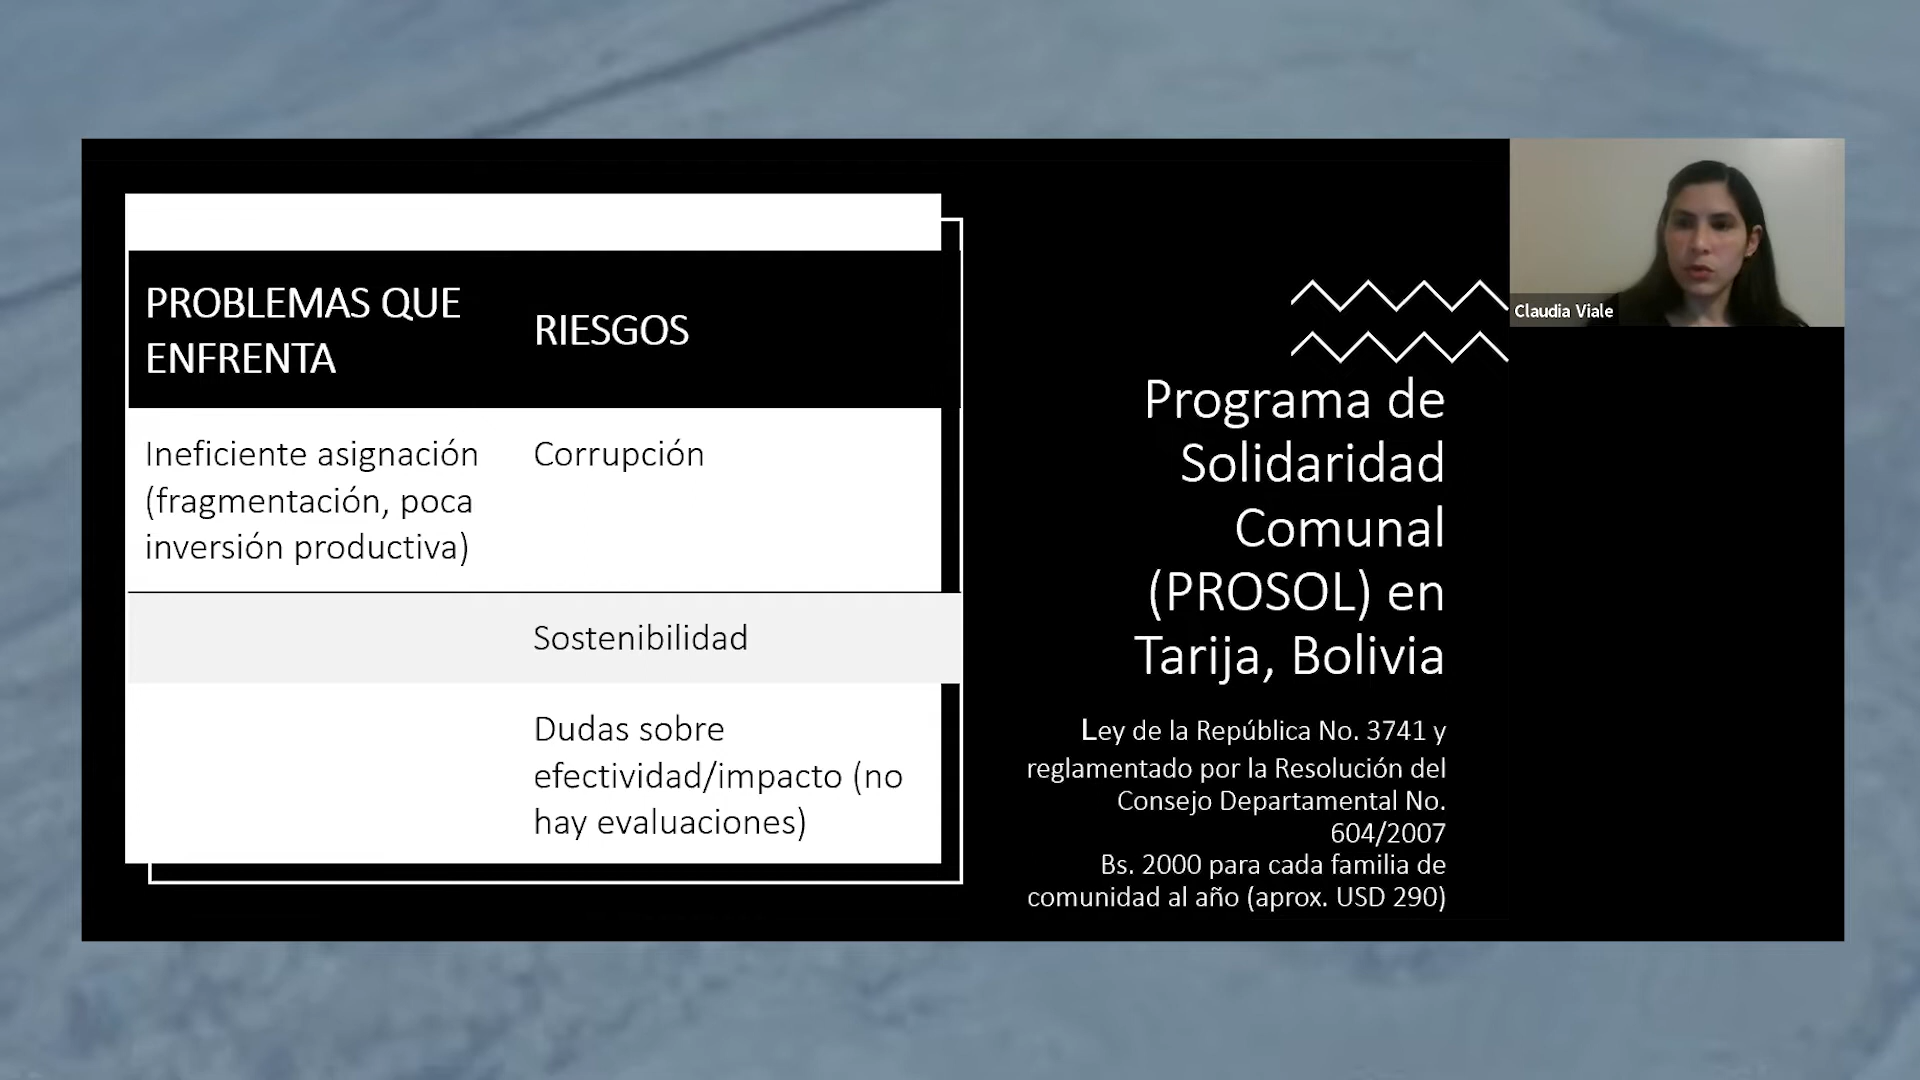 PROBLEMAS QUE
ENFRENTA
RIESGOS
Ineficiente asignación
(fragmentación, poca
inversión productiva)
Corrupción
Sostenibilidad
Dudas sobre
efectividad/impacto (no
hay evaluaciones)
Programa de
Solidaridad
Comunal
(PROSOL) en
Tarija, Bolivia
Ley de la República No. 3741 y
reglamentado por la Resolución del
Consejo Departamental No.
604/2007
Bs. 2000 para cada familia de
comunidad al año (aprox. USD 290)
Claudia Viale